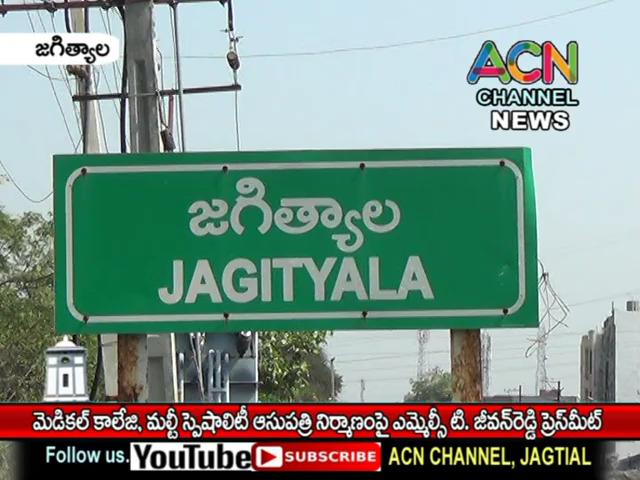 జగిత్యాల
ACN
CHANNEL
NEWS
జగిత్యాల
JAGITYALA
మెడికల్ కాలేజి, మల్టీ స్పెషాలిటీ ఆసుపత్రి నిర్మాణంపై ఎమ్మెల్సీ టి. జీవన్‌రెడ్డి ప్రెస్‌మీట్
Follow us. YouTube SUBSCRIBE ACN CHANNEL, JAGTIAL